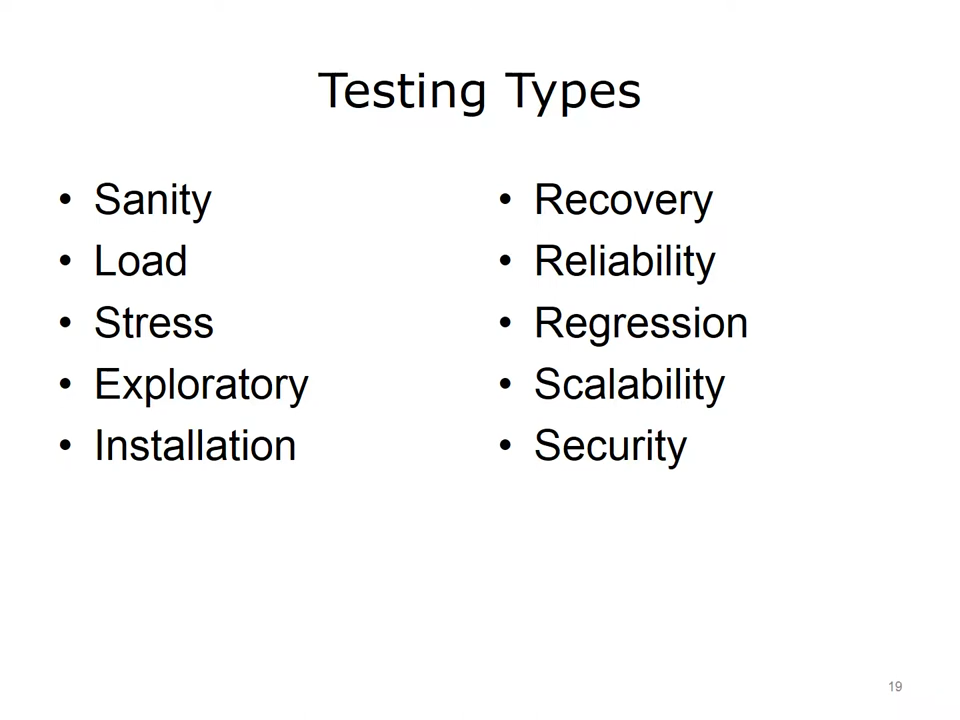 Testing Types
• Sanity
• Load
• Stress
• Exploratory
• Installation
• Recovery
• Reliability
• Regression
• Scalability
• Security
19